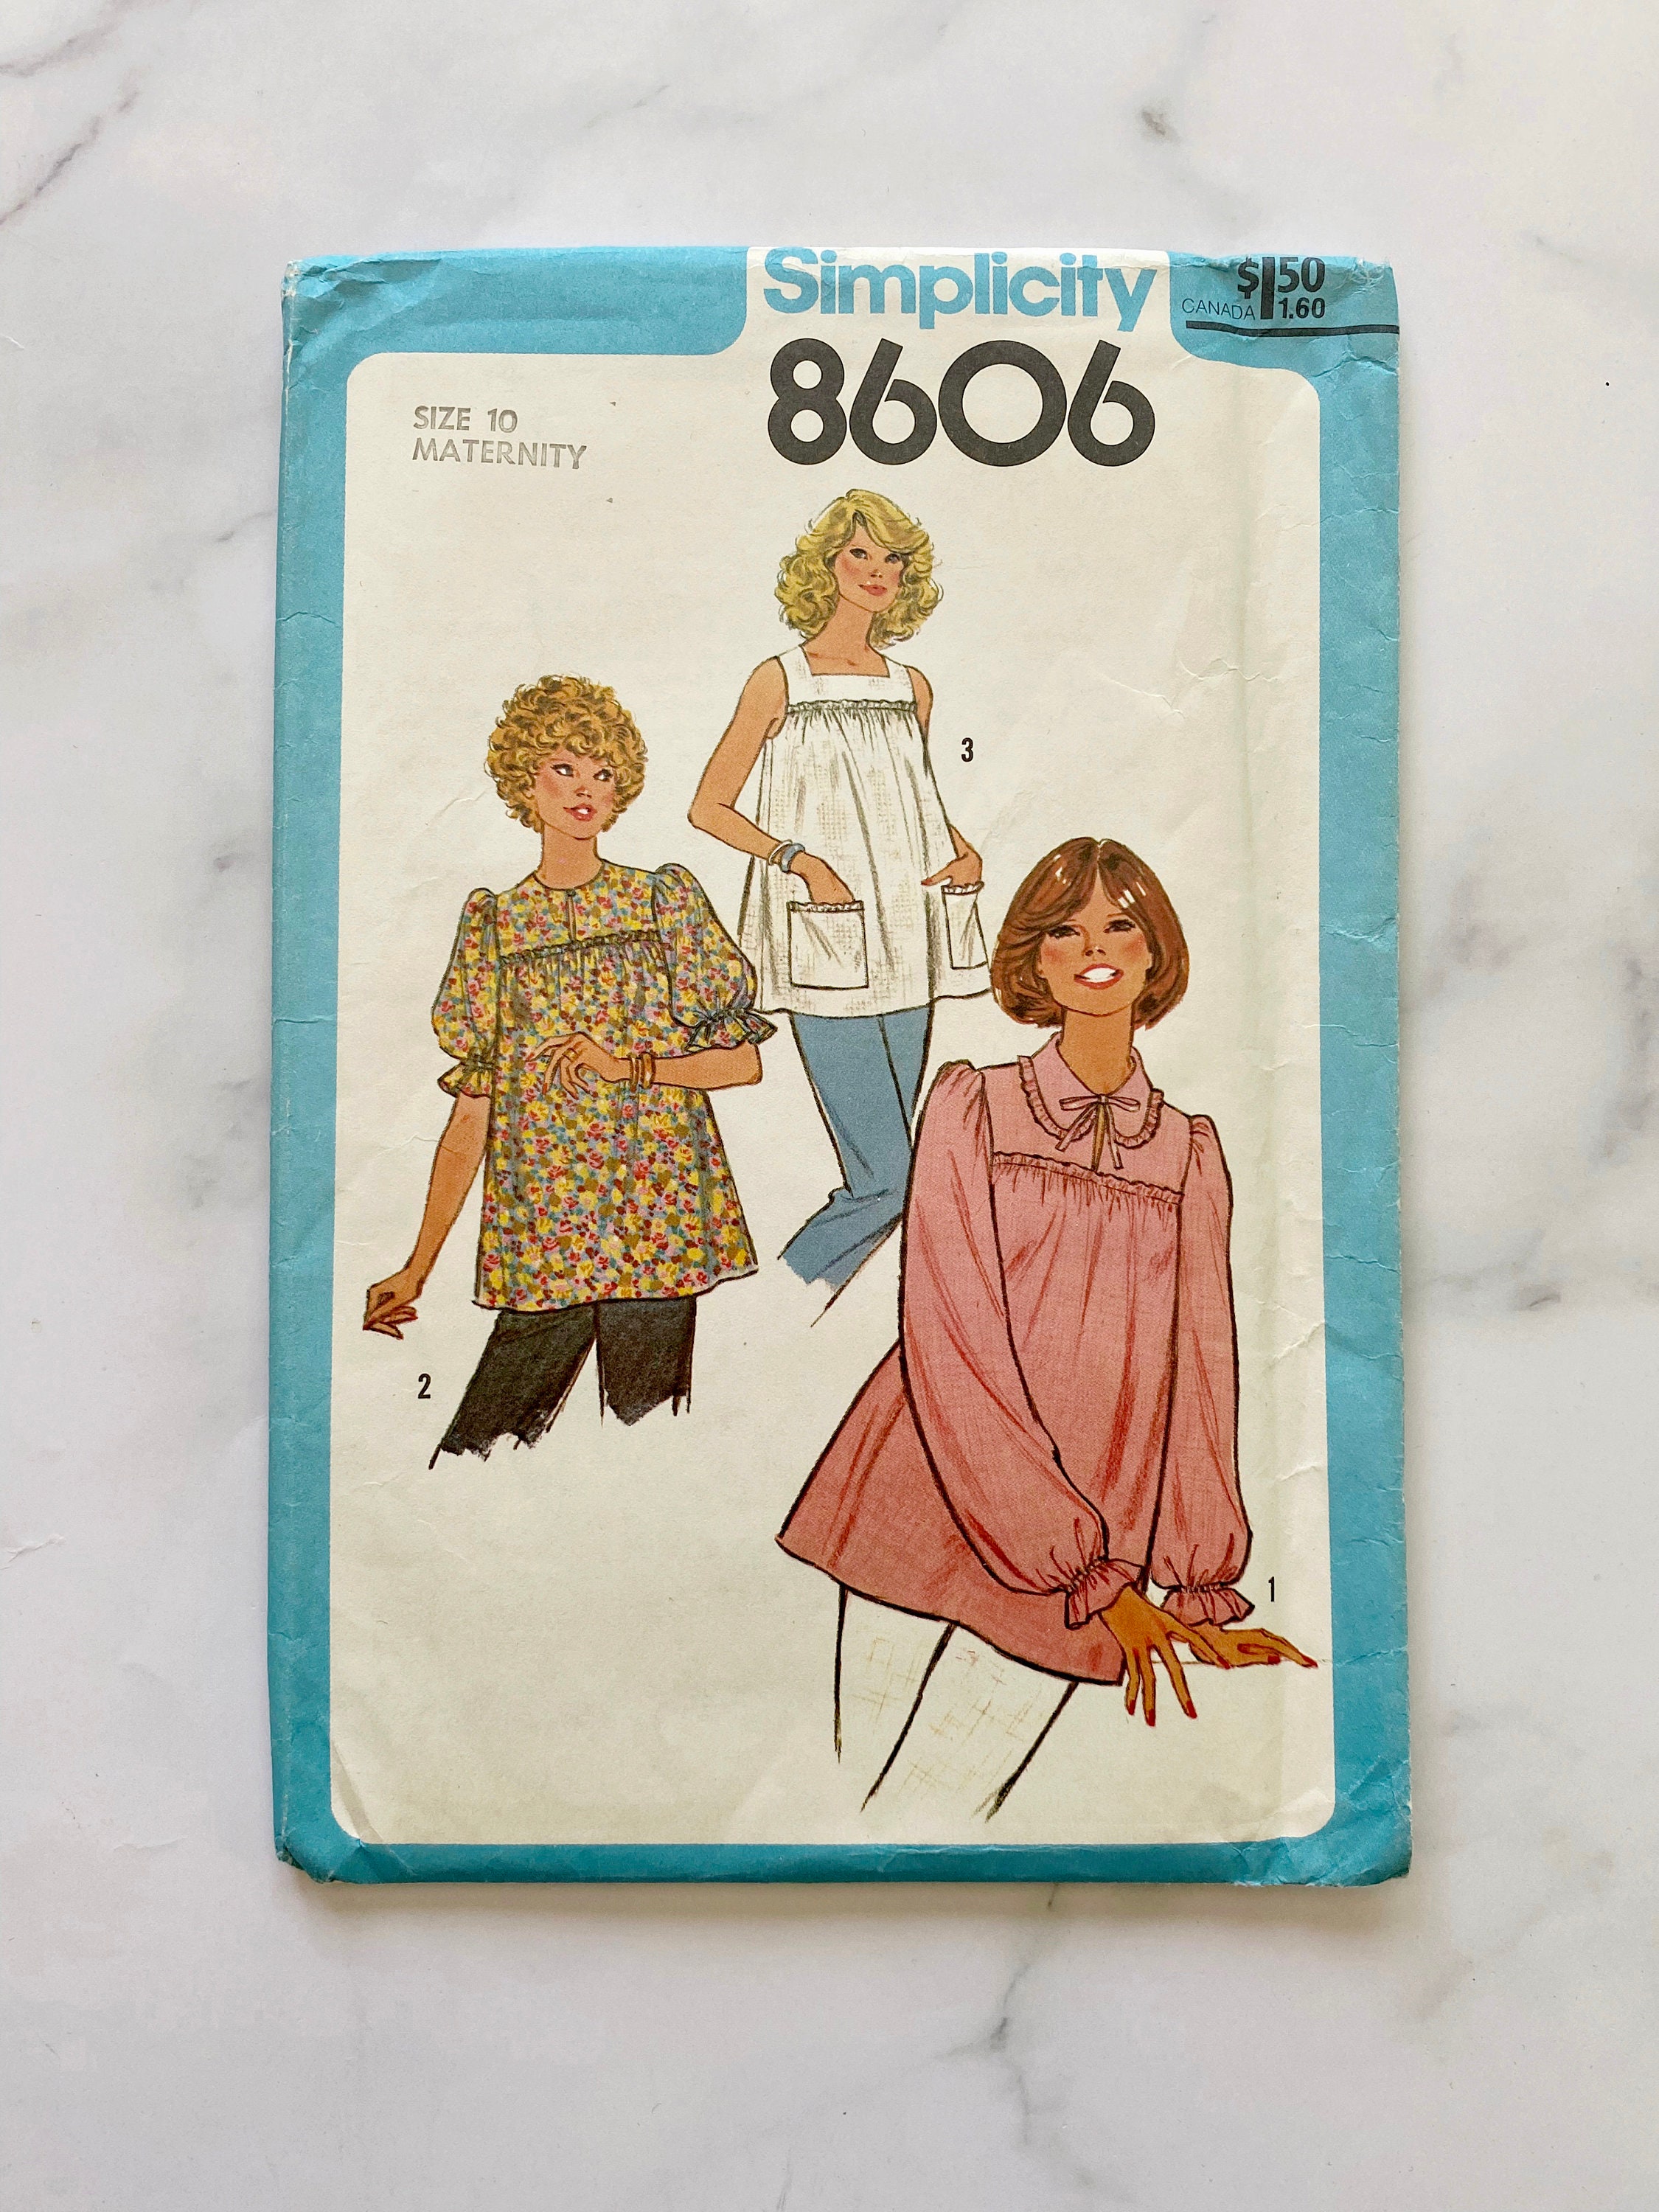 Simplicity
$1.50
CANADA 1.60
8606
SIZE 10
MATERNITY
3
2
1